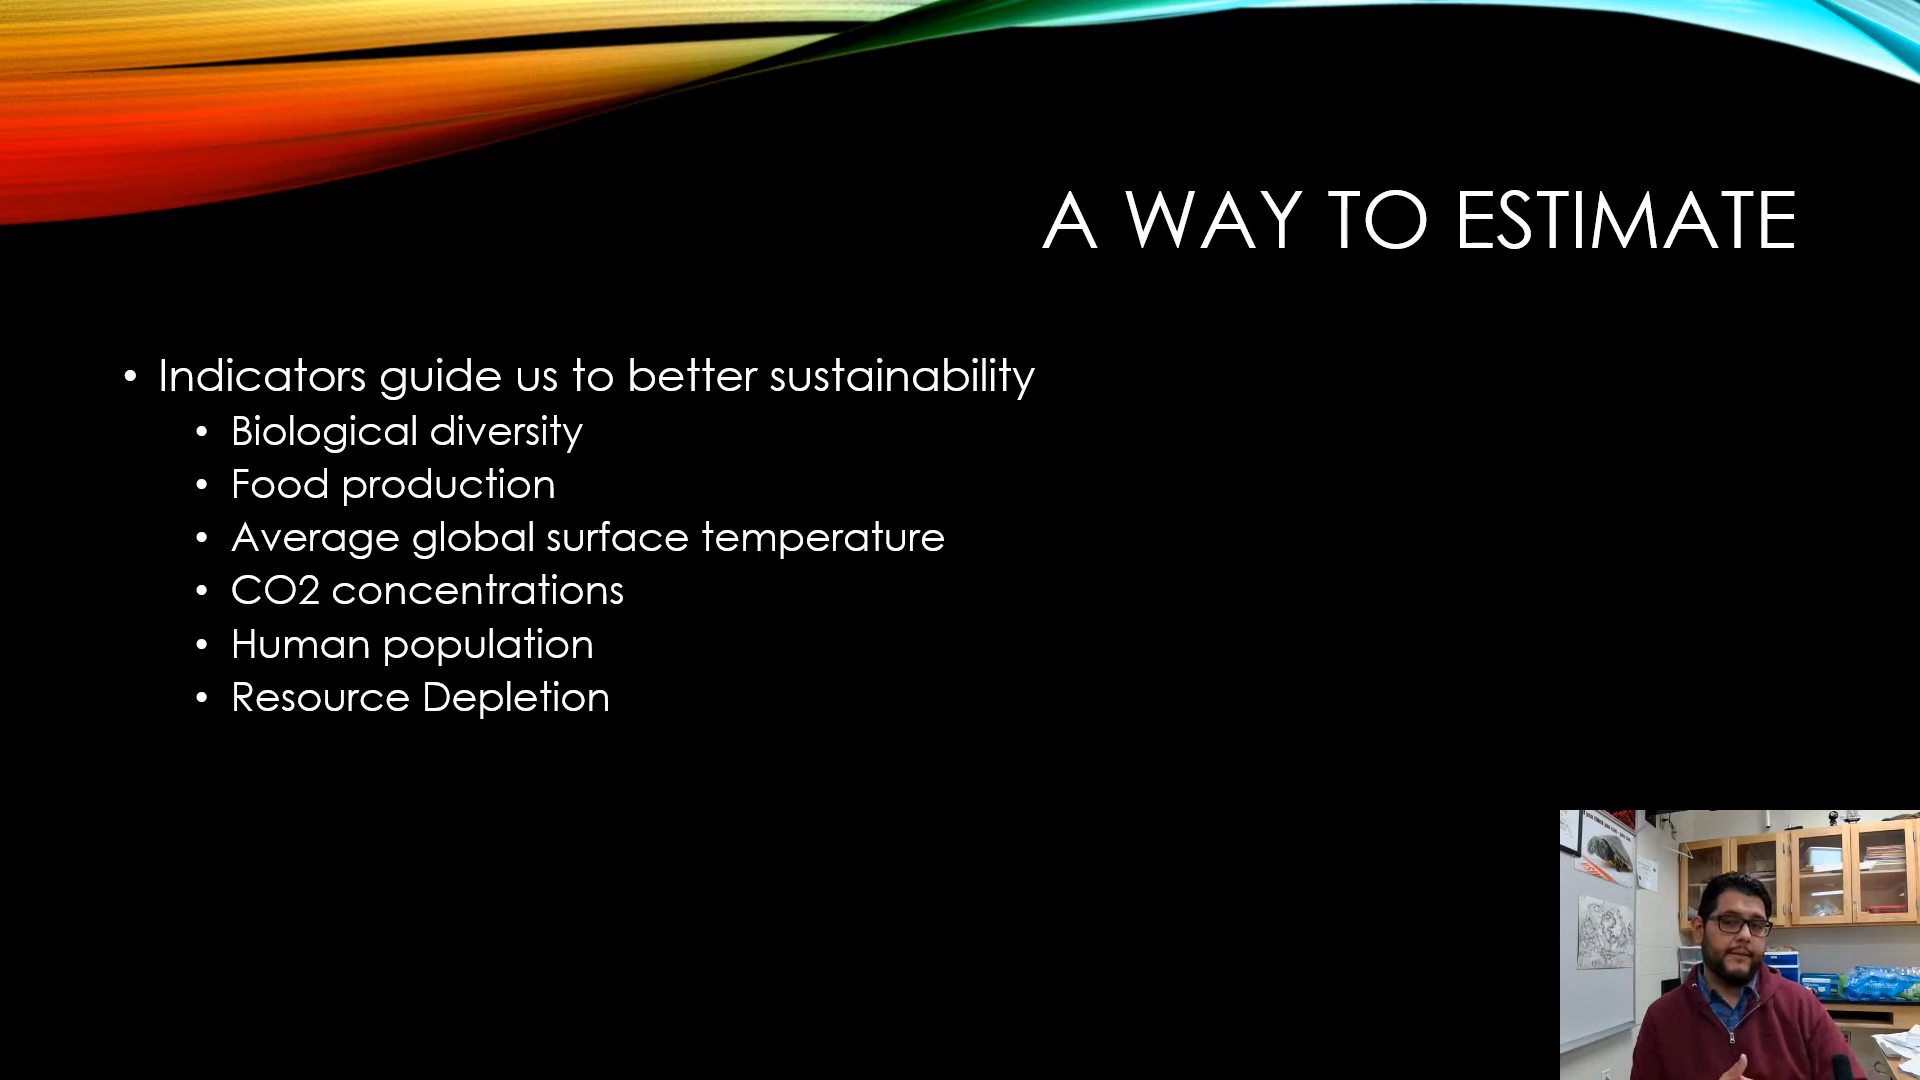 A WAY TO ESTIMATE
• Indicators guide us to better sustainability
• Biological diversity
• Food production
• Average global surface temperature
• CO2 concentrations
• Human population
• Resource Depletion